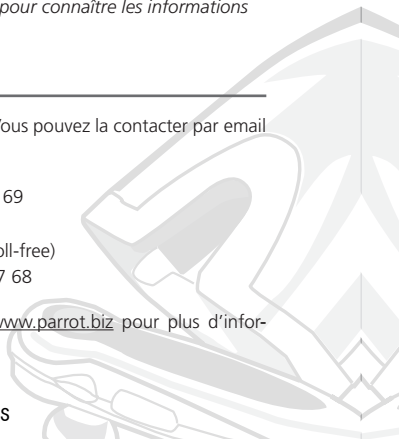 pour connaître les informations
ous pouvez la contacter par email
69
oll-free)
7 68
www.parrot.biz pour plus d'infor-
s